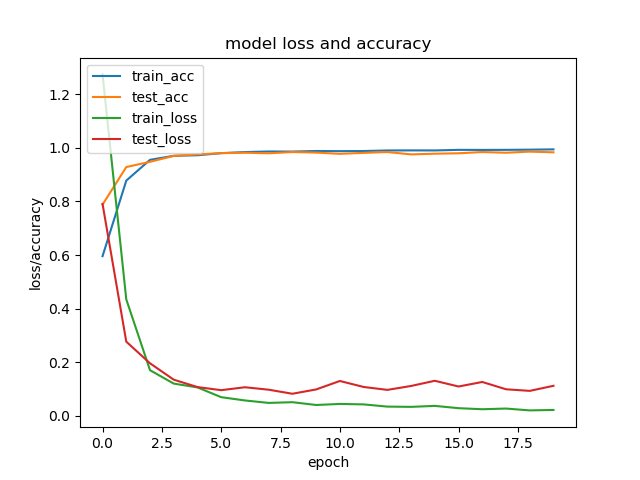 model loss and accuracy
train_acc
test_acc
train_loss
test_loss
loss/accuracy
1.2
1.0
0.8
0.6
0.4
0.2
0.0
0.0 2.5 5.0 7.5 10.0 12.5 15.0 17.5
epoch